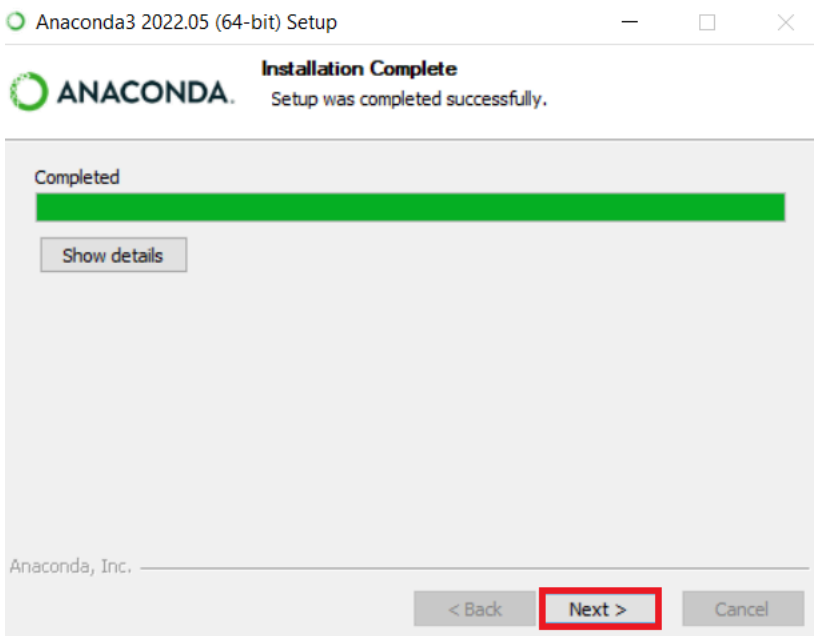 Anaconda3 2022.05 (64-bit) Setup
ANACONDA.
Installation Complete
Setup was completed successfully.
Completed
Show details
Anaconda, Inc.
< Back
Next >
Cancel